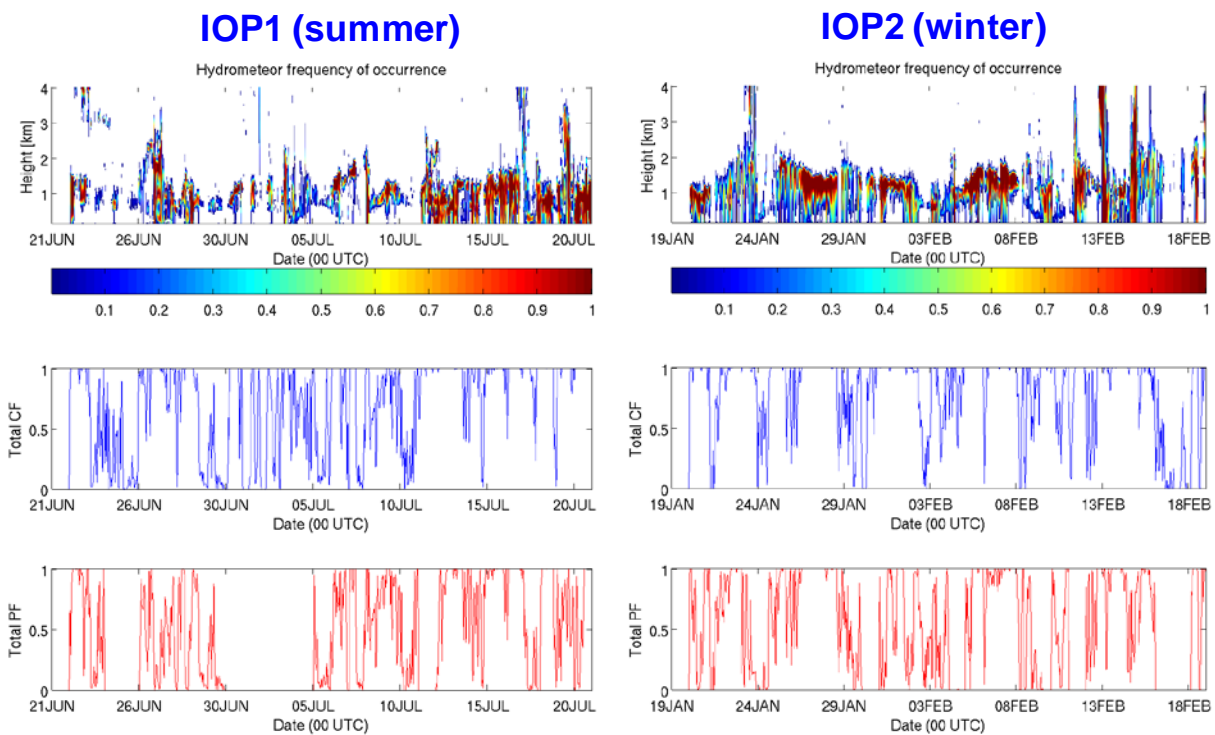 IOP1 (summer)
IOP2 (winter)
Hydrometeor frequency of occurrence
Height [km]
4
3
2
1
21JUN 26JUN 30JUN 05JUL 10JUL 15JUL 20JUL
Date (00 UTC)
0.1 0.2 0.3 0.4 0.5 0.6 0.7 0.8 0.9 1
Hydrometeor frequency of occurrence
Height [km]
4
3
2
1
19JAN 24JAN 29JAN 03FEB 08FEB 13FEB 18FEB
Date (00 UTC)
0.1 0.2 0.3 0.4 0.5 0.6 0.7 0.8 0.9 1
Total CF
1
0.5
0
21JUN 26JUN 30JUN 05JUL 10JUL 15JUL 20JUL
Date (00 UTC)
Total CF
1
0.5
0
19JAN 24JAN 29JAN 03FEB 08FEB 13FEB 18FEB
Date (00 UTC)
Total PF
1
0.5
0
21JUN 26JUN 30JUN 05JUL 10JUL 15JUL 20JUL
Date (00 UTC)
Total PF
1
0.5
0
19JAN 24JAN 29JAN 03FEB 08FEB 13FEB 18FEB
Date (00 UTC)